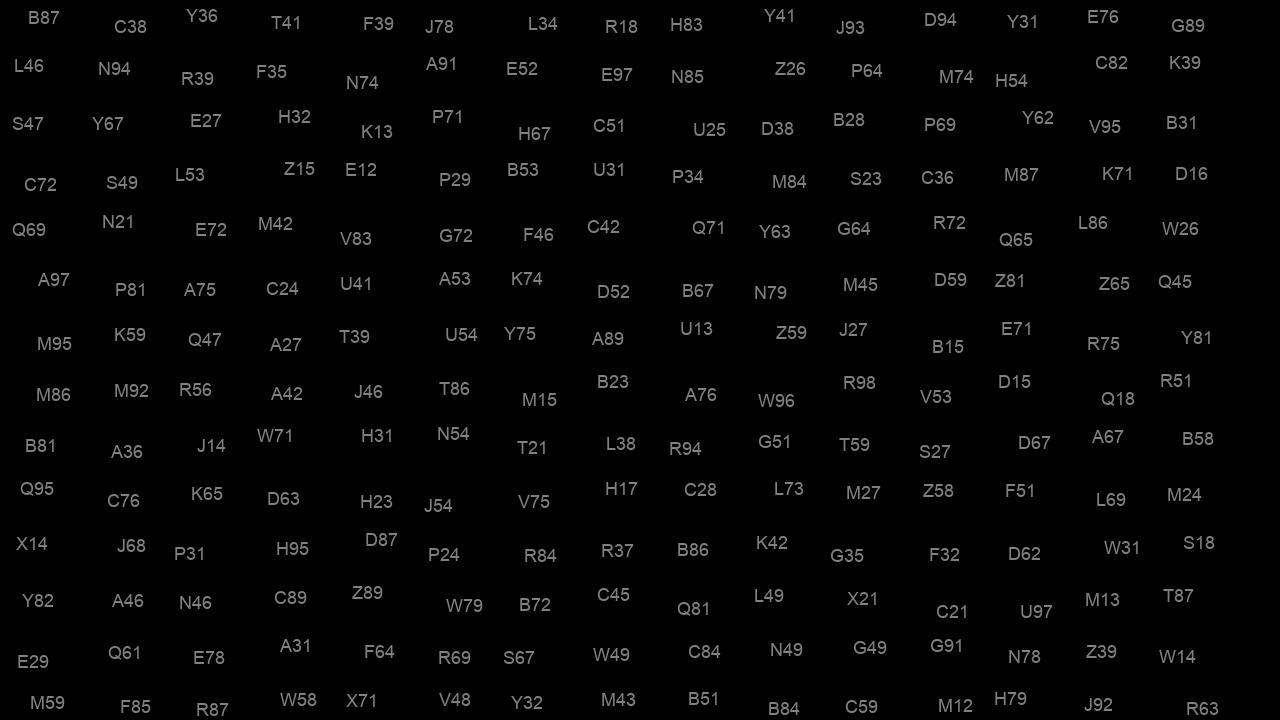 B87 C38 Y36 T41 F39 J78 L34 R18 H83 Y41 J93 D94 Y31 E76 G89
L46 N94 R39 F35 N74 A91 E52 E97 N85 Z26 P64 M74 H54 C82 K39
S47 Y67 E27 H32 K13 P71 H67 C51 U25 D38 B28 P69 Y62 V95 B31
C72 S49 L53 Z15 E12 P29 B53 U31 P34 M84 S23 C36 M87 K71 D16
Q69 N21 E72 M42 V83 G72 F46 C42 Q71 Y63 G64 R72 Q65 L86 W26
A97 P81 A75 C24 U41 A53 K74 D52 B67 N79 M45 D59 Z81 Z65 Q45
M95 K59 Q47 A27 T39 U54 Y75 A89 U13 Z59 J27 B15 E71 R75 Y81
M86 M92 R56 A42 J46 T86 M15 B23 A76 W96 R98 V53 D15 Q18 R51
B81 A36 J14 W71 H31 N54 T21 L38 R94 G51 T59 S27 D67 A67 B58
Q95 C76 K65 D63 H23 J54 V75 H17 C28 L73 M27 Z58 F51 L69 M24
X14 J68 P31 H95 D87 P24 R84 R37 B86 K42 G35 F32 D62 W31 S18
Y82 A46 N46 C89 Z89 W79 B72 C45 Q81 L49 X21 C21 U97 M13 T87
E29 Q61 E78 A31 F64 R69 S67 W49 C84 N49 G49 G91 N78 Z39 W14
M59 F85 R87 W58 X71 V48 Y32 M43 B51 B84 C59 M12 H79 J92 R63